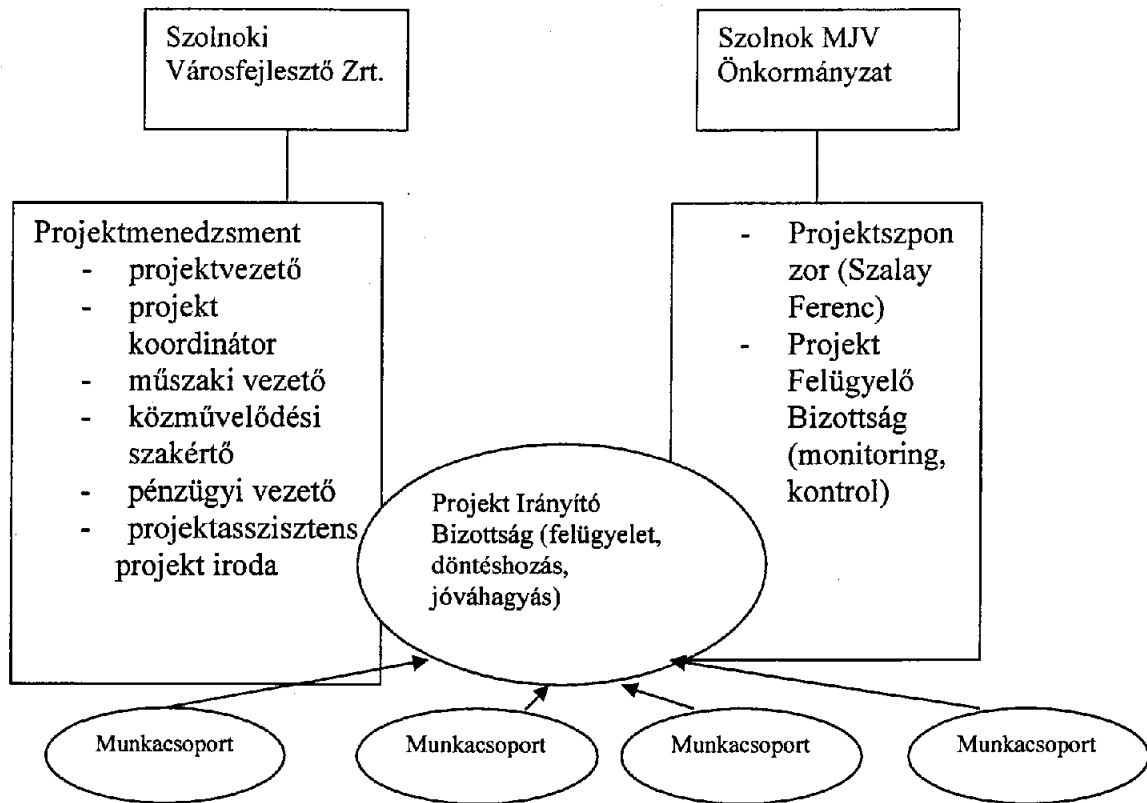 Szolnoki
Városfejlesztő Zrt.
Szolnok MJV
Önkormányzat
Projektmenedzsment
- projektvezető
- projekt
koordinátor
- műszaki vezető
- közművelődési
szakértő
- pénzügyi vezető
- projektasszisztens
projekt iroda
- Projektszpon
zor (Szalay
Ferenc)
- Projekt
Felügyelő
Bizottság
(monitoring,
kontrol)
Projekt Irányító
Bizottság (felügyelet,
döntéshozás,
jóváhagyás)
Munkacsoport
Munkacsoport
Munkacsoport
Munkacsoport